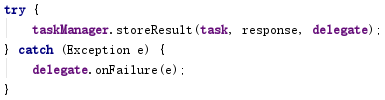 try {
    taskManager.storeResult(task, response, delegate);
} catch (Exception e) {
    delegate.onFailure(e);
}